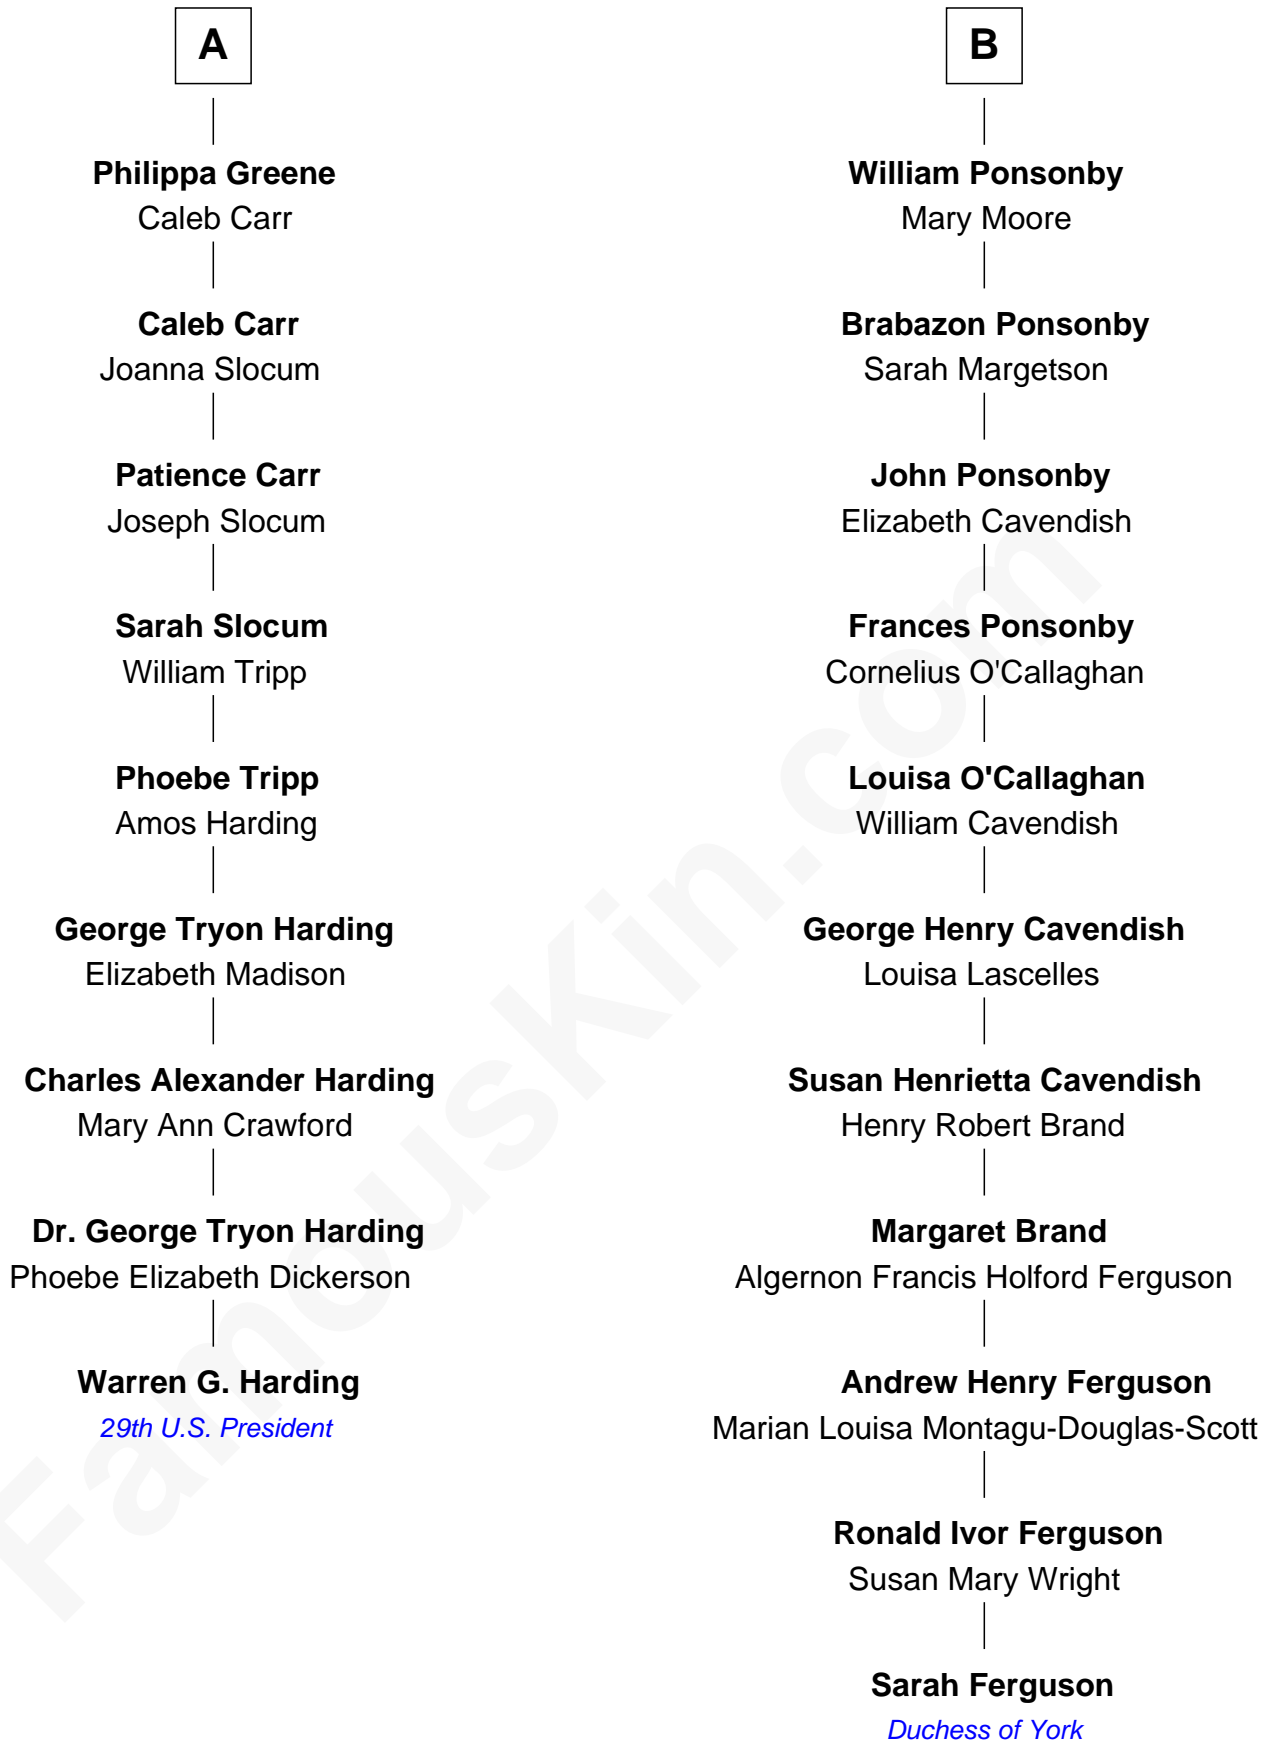 A
Philippa Greene
Caleb Carr
Caleb Carr
Joanna Slocum
Patience Carr
Joseph Slocum
Sarah Slocum
William Tripp
Phoebe Tripp
Amos Harding
George Tryon Harding
Elizabeth Madison
Charles Alexander Harding
Mary Ann Crawford
Dr. George Tryon Harding
Phoebe Elizabeth Dickerson
Warren G. Harding
29th U.S. President
B
William Ponsonby
Mary Moore
Brabazon Ponsonby
Sarah Margetson
John Ponsonby
Elizabeth Cavendish
Frances Ponsonby
Cornelius O'Callaghan
Louisa O'Callaghan
William Cavendish
George Henry Cavendish
Louisa Lascelles
Susan Henrietta Cavendish
Henry Robert Brand
Margaret Brand
Algernon Francis Holford Ferguson
Andrew Henry Ferguson
Marian Louisa Montagu-Douglas-Scott
Ronald Ivor Ferguson
Susan Mary Wright
Sarah Ferguson
Duchess of York
FamousKin.com